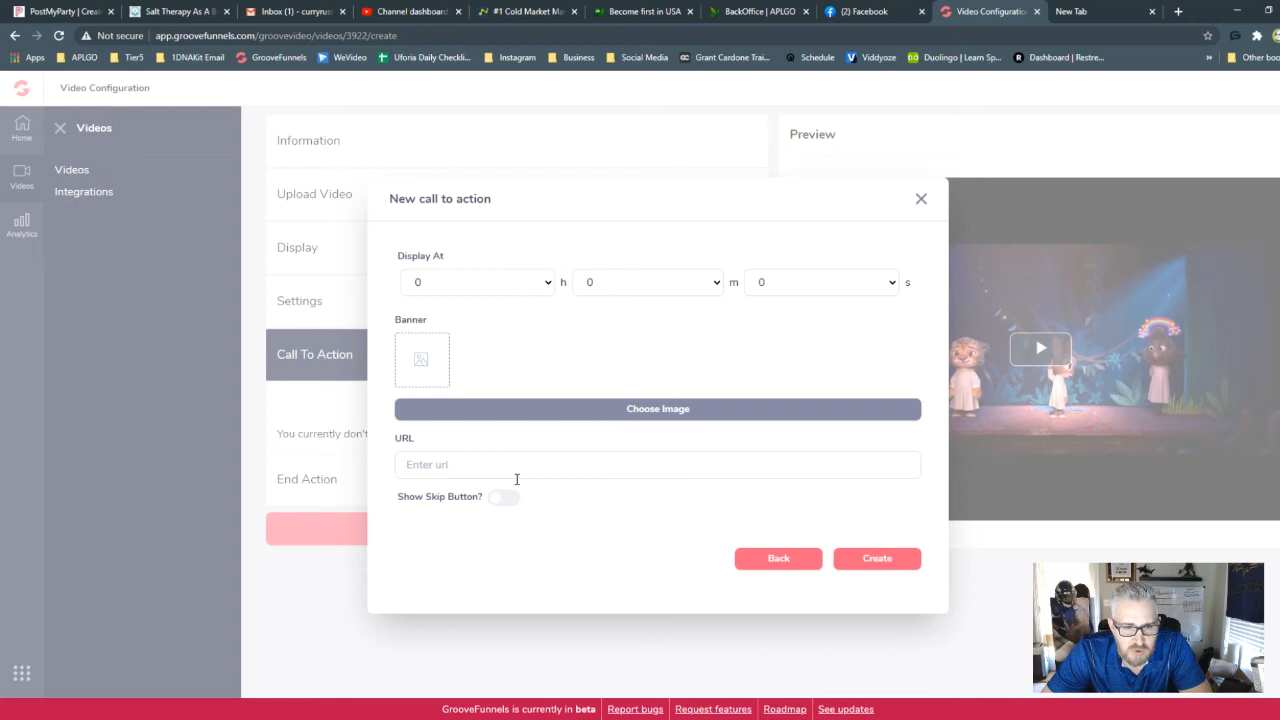 PostMyParty | Creat
Salt Therapy As A B
Inbox (1) - curryrus
Channel dashboard
#1 Cold Market Ma
Become first in USA
BackOffice | APLGO
(2) Facebook
Video Configuratio
New Tab
Not secure | app.groovefunnels.com/groovevideo/videos/3922/create
Apps APLGO Tier5 1DNAKit Email GrooveFunnels WeVideo Uforia Daily Checkli... Instagram Business Social Media Grant Cardone Trai... Schedule Viddyoze Duolingo | Learn Sp... Dashboard | Restre... » Other boo
Video Configuration
Home
Videos
Analytics
Videos
Videos
Integrations
Information
Upload Video
Display
Settings
Call To Action
You currently don't
End Action
Preview
New call to action
Display At
0 h 0 m 0 s
Banner
Choose Image
URL
Enter url
Show Skip Button?
Back Create
GrooveFunnels is currently in beta Report bugs Request features Roadmap See updates